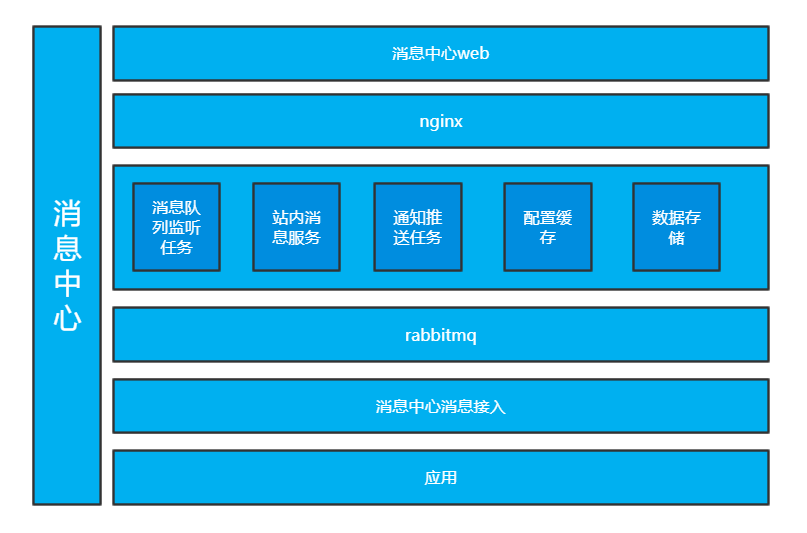 消
息
中
心
消息中心web
nginx
消息队
列监听
任务
站内消
息服务
通知推
送任务
配置缓
存
数据存
储
rabbitmq
消息中心消息接入
应用